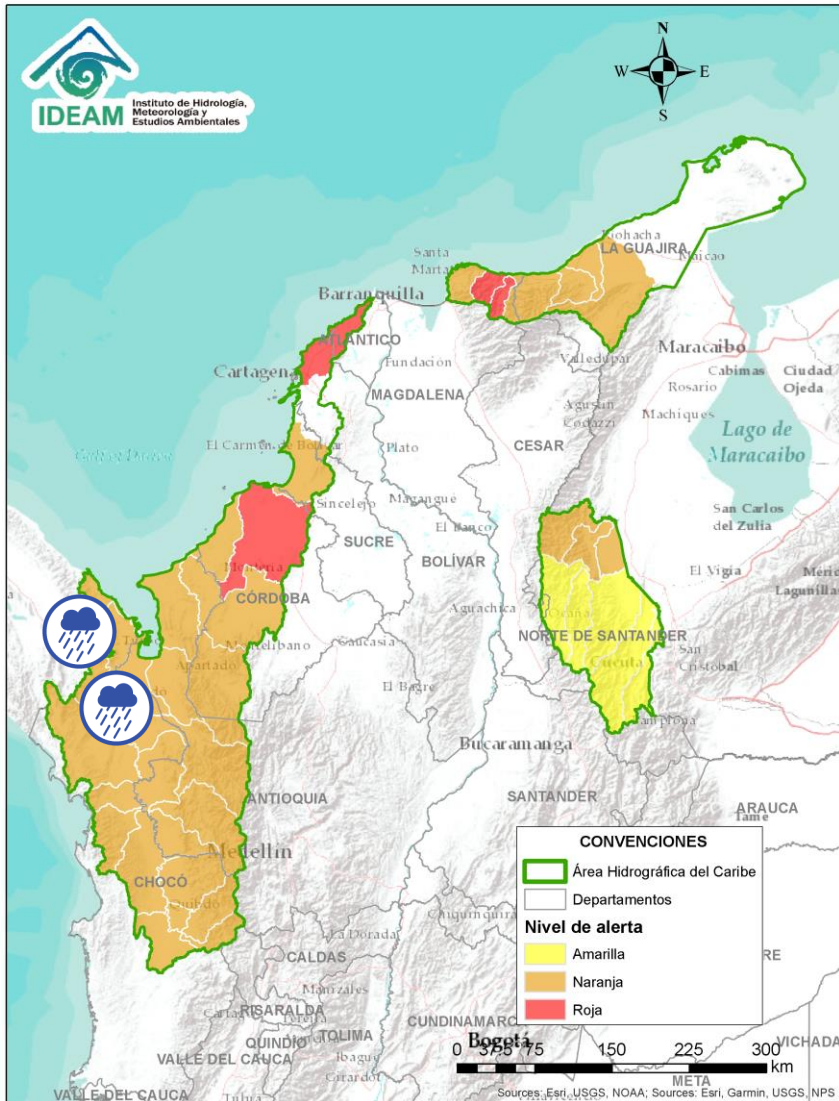 IDEAM
Instituto de Hidrología,
Meteorología y
Estudios Ambientales
N
W
E
S
Riohacha
LA GUAJIRA
Maicao
Santa
Marta
Barranquilla
ATLÁNTICO
Cartagena
Fundación
Valledupar
Maracaibo
Cabimas
Ciudad
Ojeda
Rosario
MAGDALENA
Agustín
Codazzi
Machiques
El Carmen de Bolívar
Plato
CESAR
Lago de
Maracaibo
Sincelejo
Magangué
San Carlos
del Zulia
El Banco
SUCRE
BOLÍVAR
Montería
CÓRDOBA
El Vigía
Lagunillas
Aguachica
Ocaña
NORTE DE SANTANDER
Montelíbano
Caucasia
San
Cristóbal
Apartadó
Cúcuta
El Bagre
Pamplona
Bucaramanga
ANTIOQUIA
SANTANDER
ARAUCA
Tame
Medellín
CHOCÓ
Quibdó
Chiquinquirá
La Dorada
CALDAS
Manizales
RISARALDA
Pereira
CUNDINAMARC
QUINDÍO
TOLIMA
Bogotá
VALLE DEL CAUCA
Ibagué
Girardot
VICHADA
META
VALLE DEL CAUCA
Tuluá
CONVENCIONES
Área Hidrográfica del Caribe
Departamentos
Nivel de alerta
Amarilla
Naranja
Roja
0 37,5 75 150 225 300
km
Sources: Esri, USGS, NOAA; Sources: Esri, Garmin, USGS, NPS